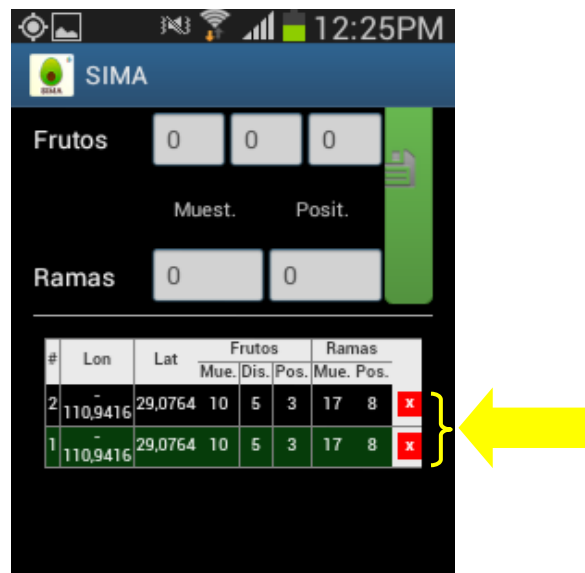 12:25PM
SIMA SIMA
Frutos 0 0 0
Muest. Posit.
Ramas 0 0
# Lon Lat Frutos Ramas
Mue. Dis. Pos. Mue. Pos.
2 -110,9416 29,0764 10 5 3 17 8 x
1 -110,9416 29,0764 10 5 3 17 8 x